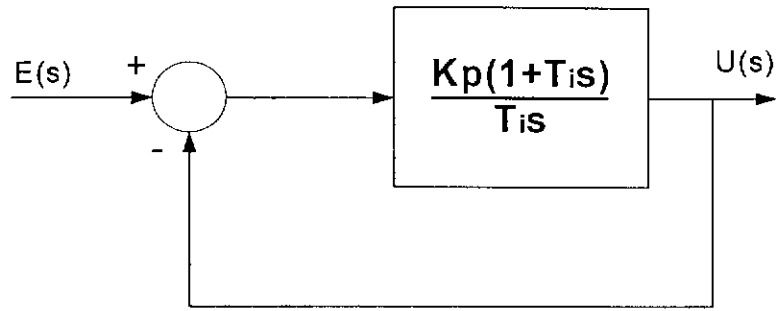 E(s)
+
-
Kp(1+Tis)
Tis
U(s)